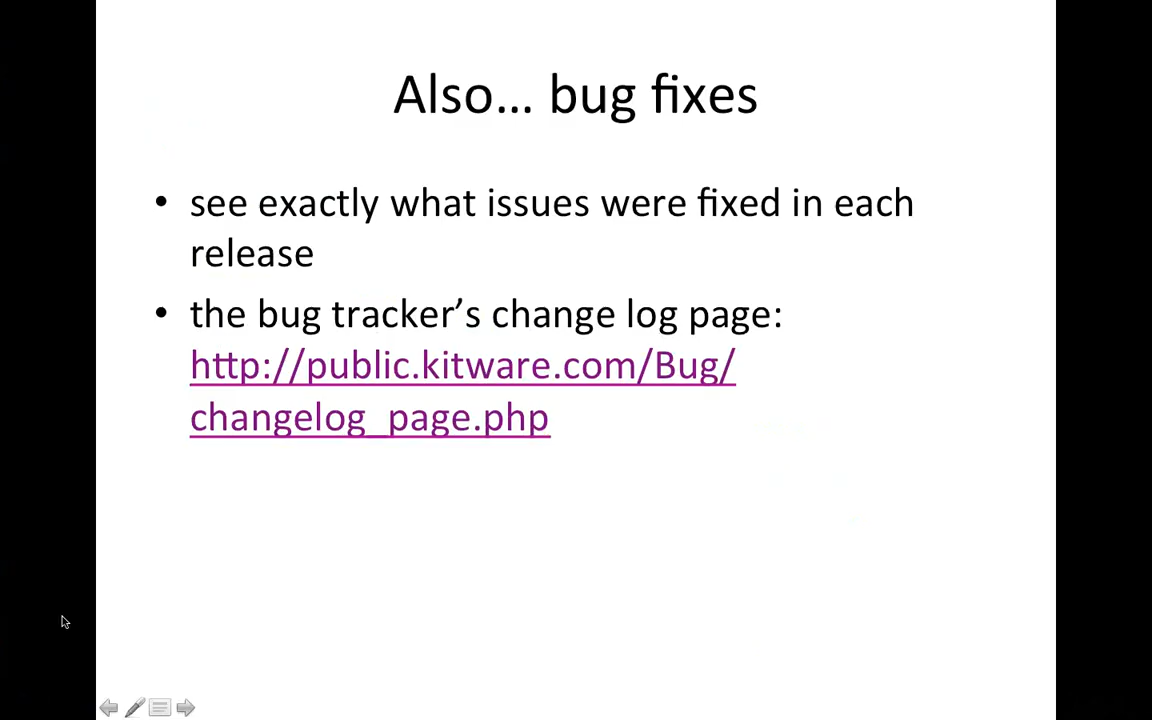 Also… bug fixes
• see exactly what issues were fixed in each
release
• the bug tracker’s change log page:
http://public.kitware.com/Bug/
changelog_page.php